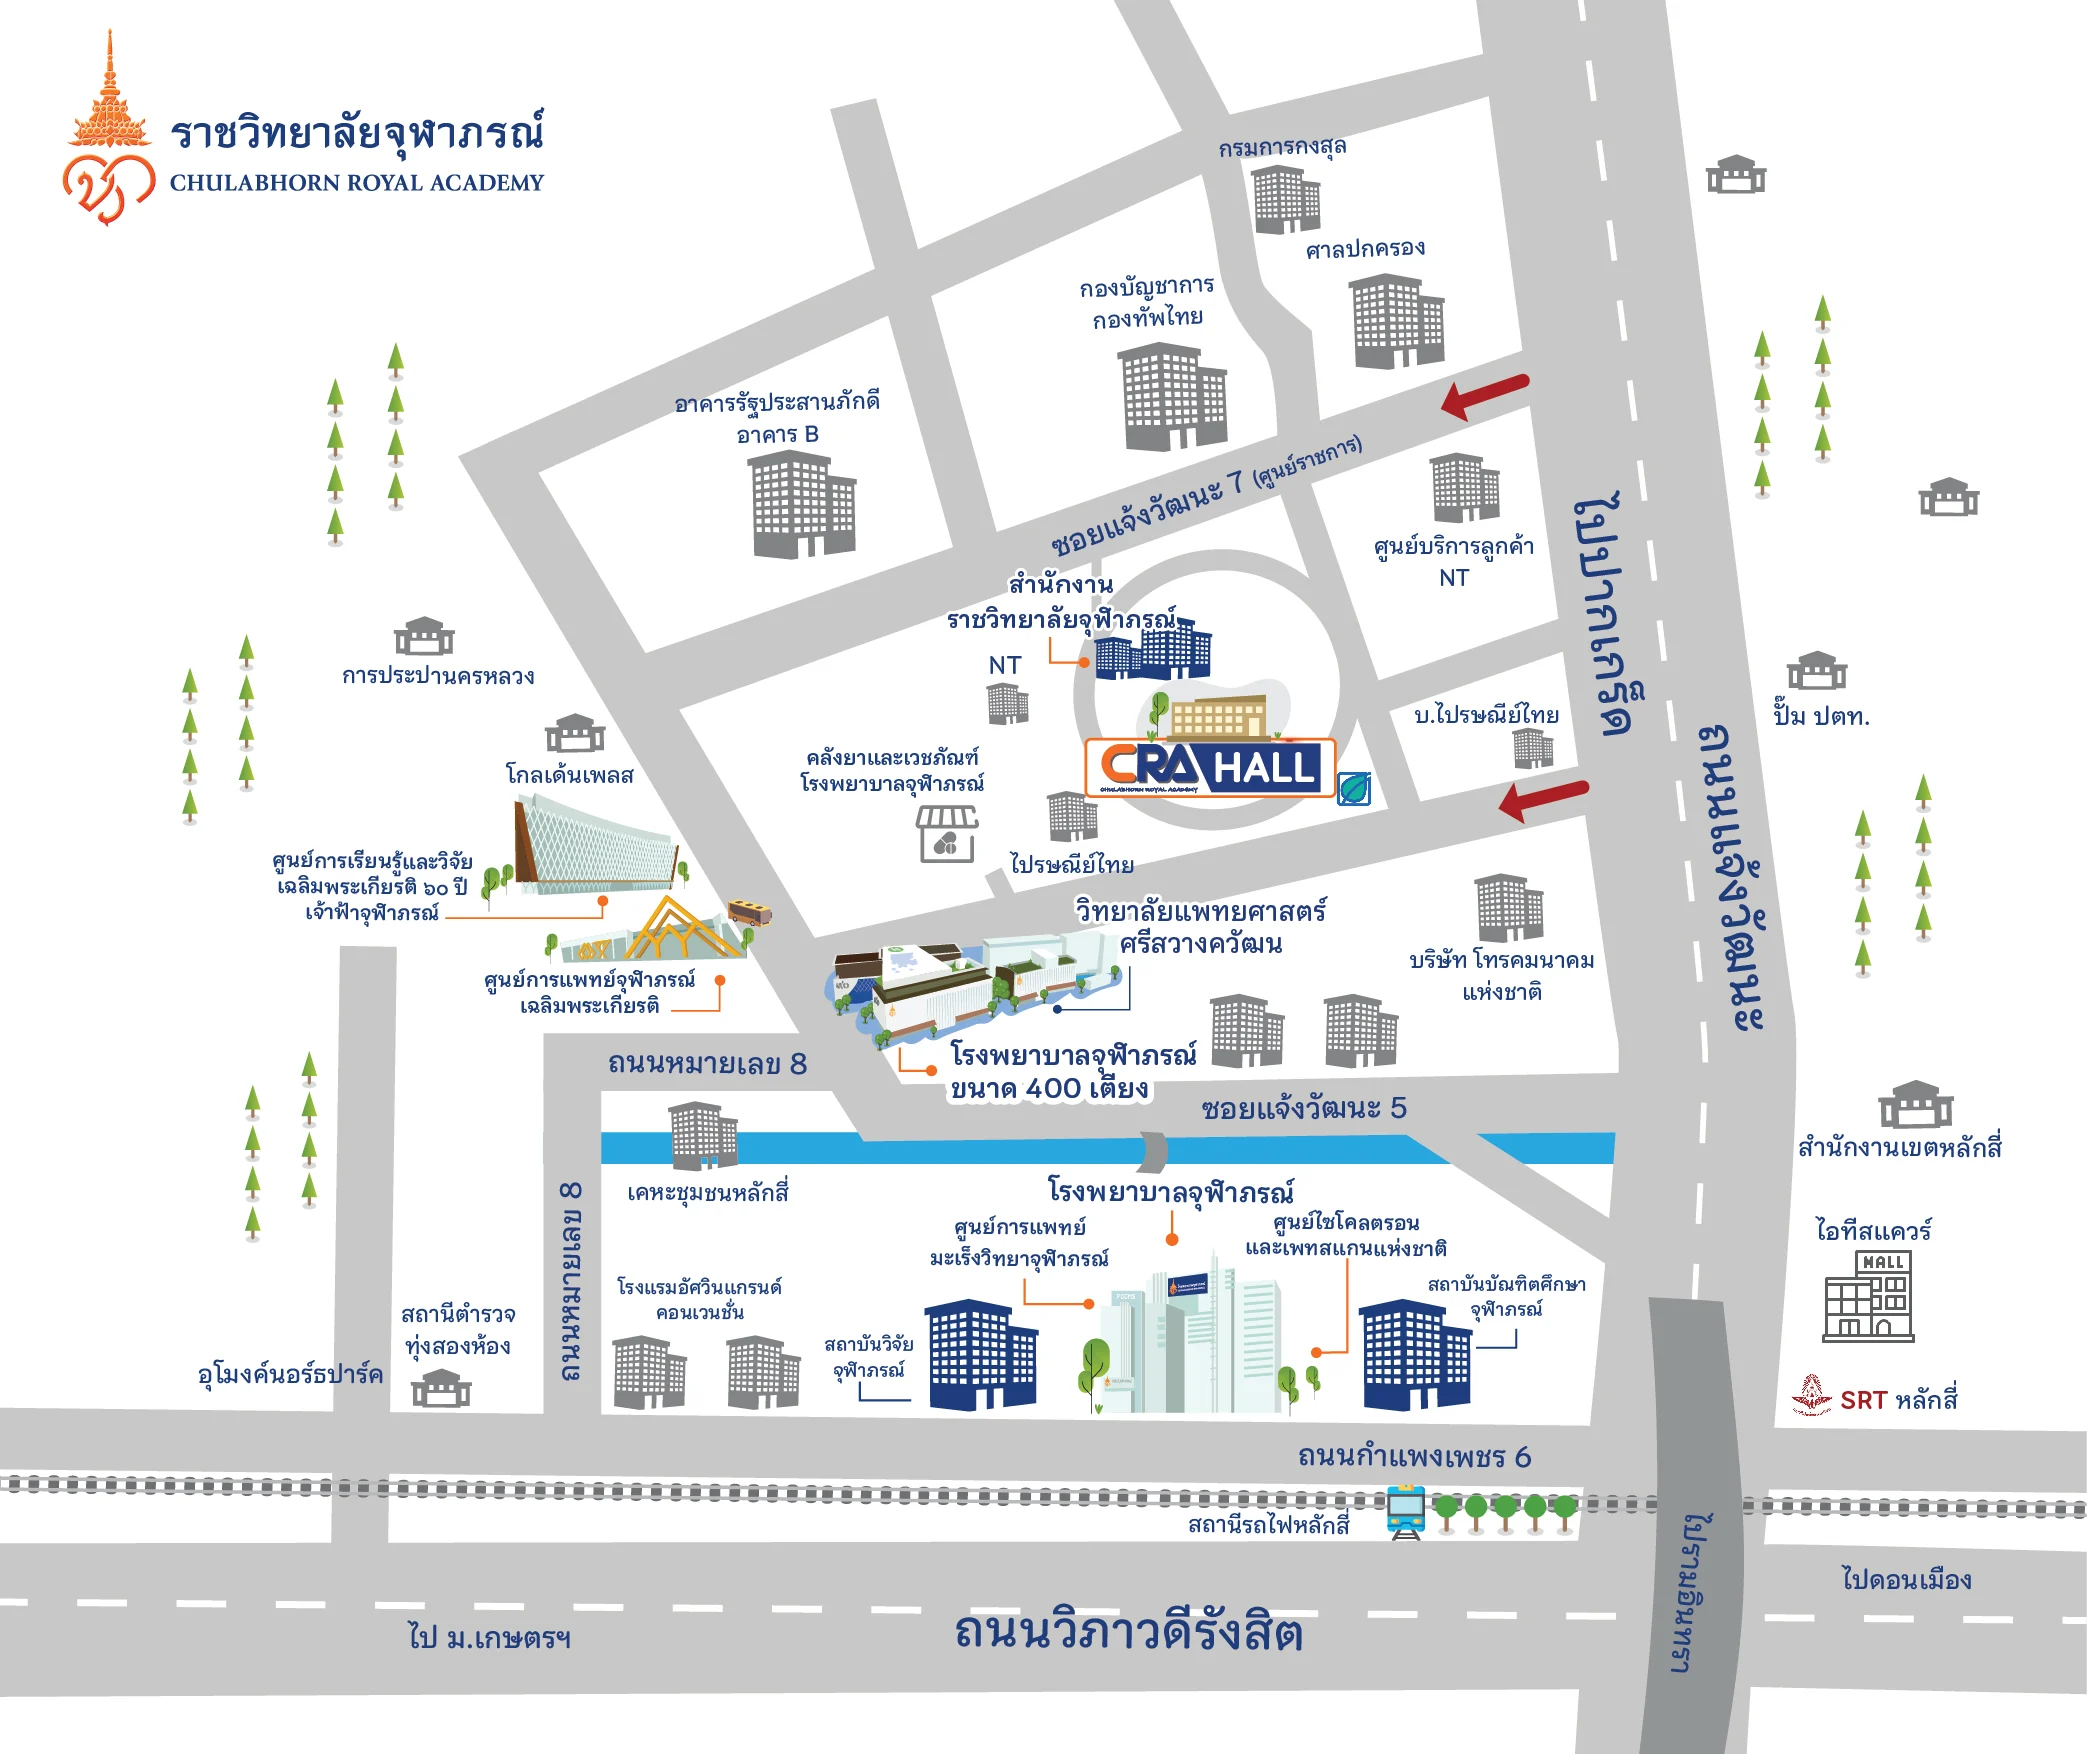 ราชวิทยาลัยจุฬาภรณ์
CHULABHORN ROYAL ACADEMY
กรมการกงสุล
ศาลปกครอง
กองบัญชาการ
กองทัพไทย
อาคารรัฐประสานภักดี
อาคาร B
ซอยแจ้งวัฒนะ 7 (ศูนย์ราชการ)
ศูนย์บริการลูกค้า
NT
ไปปากเกร็ด
สำนักงาน
ราชวิทยาลัยจุฬาภรณ์
NT
การประปานครหลวง
โกลเด้นเพลส
คลังยาและเวชภัณฑ์
โรงพยาบาลจุฬาภรณ์
CRA HALL
CHULABHORN ROYAL ACADEMY
บ.ไปรษณีย์ไทย
ปั๊ม ปตท.
ถนนแจ้งวัฒนะ
ไปรษณีย์ไทย
ศูนย์การเรียนรู้และวิจัย
เฉลิมพระเกียรติ ๖๐ ปี
เจ้าฟ้าจุฬาภรณ์
วิทยาลัยแพทยศาสตร์
ศรีสวางควัฒน
บริษัท โทรคมนาคม
แห่งชาติ
ศูนย์การแพทย์จุฬาภรณ์
เฉลิมพระเกียรติ
ถนนหมายเลข 8
โรงพยาบาลจุฬาภรณ์
ขนาด 400 เตียง
ซอยแจ้งวัฒนะ 5
สำนักงานเขตหลักสี่
เคหะชุมชนหลักสี่
ถนนหมายเลข 8
โรงพยาบาลจุฬาภรณ์
ศูนย์การแพทย์
มะเร็งวิทยาจุฬาภรณ์
ศูนย์ไซโคลตรอน
และเพทสแกนแห่งชาติ
ไอทีสแควร์
MALL
สถาบันบัณฑิตศึกษา
จุฬาภรณ์
โรงแรมอัศวินแกรนด์
คอนเวนชั่น
สถานีตำรวจ
ทุ่งสองห้อง
สถาบันวิจัย
จุฬาภรณ์
อุโมงค์นอร์ธปาร์ค
SRT หลักสี่
ถนนกำแพงเพชร 6
สถานีรถไฟหลักสี่
ไปรามอินทรา
ไปดอนเมือง
ไป ม.เกษตรฯ
ถนนวิภาวดีรังสิต